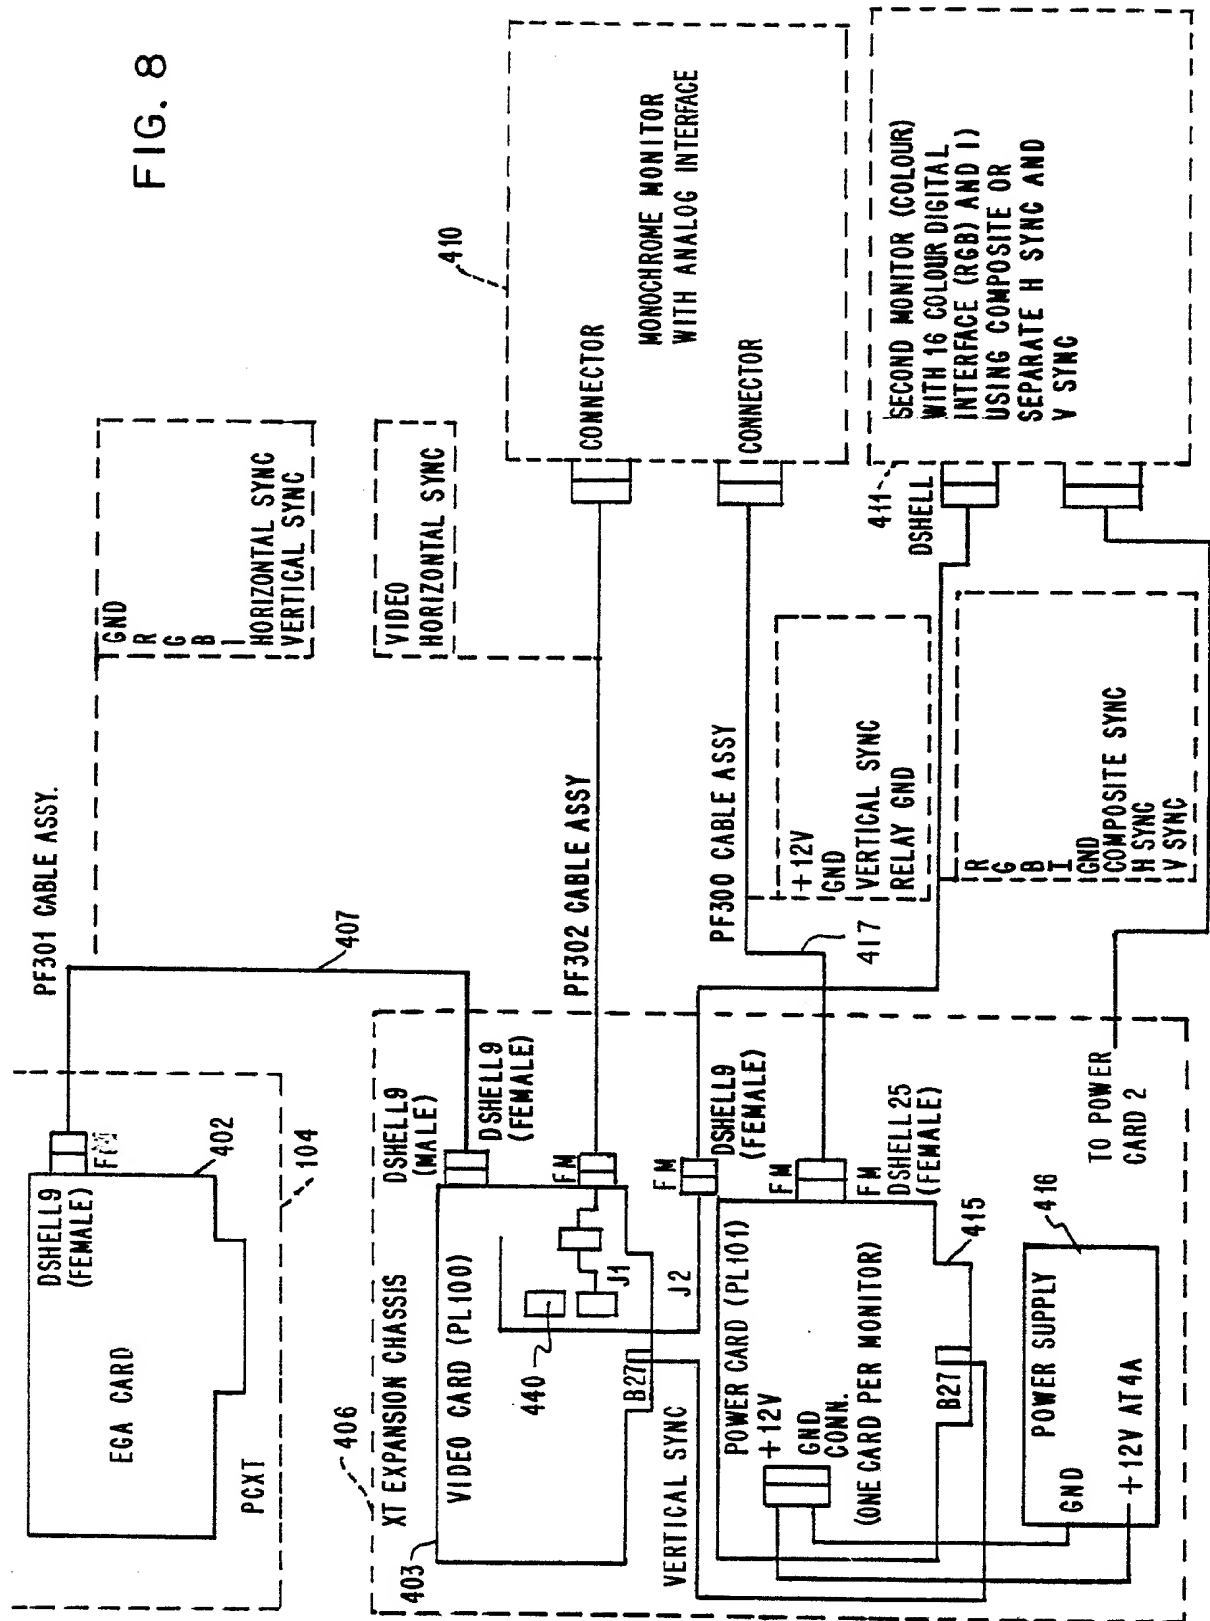 FIG. 8
PF301 CABLE ASSY.
GND
R
G
B
I
HORIZONTAL SYNC
VERTICAL SYNC
DSHELL9
(FEMALE)
402
104
EGA CARD
PCXT
407
VIDEO
HORIZONTAL SYNC
410
CONNECTOR
MONOCHROME MONITOR
WITH ANALOG INTERFACE
CONNECTOR
406
XT EXPANSION CHASSIS
403
VIDEO CARD (PL100)
DSHELL9
(MALE)
DSHELL9
(FEMALE)
FM
PF302 CABLE ASSY
440
J1
B27
J2
VERTICAL SYNC
FM
DSHELL9
(FEMALE)
PF300 CABLE ASSY
417
+12V
GND
VERTICAL SYNC
RELAY GND
POWER CARD (PL101)
+12V
GND
CONN.
(ONE CARD PER MONITOR)
FM
FM
DSHELL25
(FEMALE)
B27
415
411
DSHELL
SECOND MONITOR (COLOUR)
WITH 16 COLOUR DIGITAL
INTERFACE (RGB) AND I)
USING COMPOSITE OR
SEPARATE H SYNC AND
V SYNC
R
G
B
I
GND
COMPOSITE SYNC
H SYNC
V SYNC
416
POWER SUPPLY
GND
+12V AT 4A
TO POWER
CARD 2